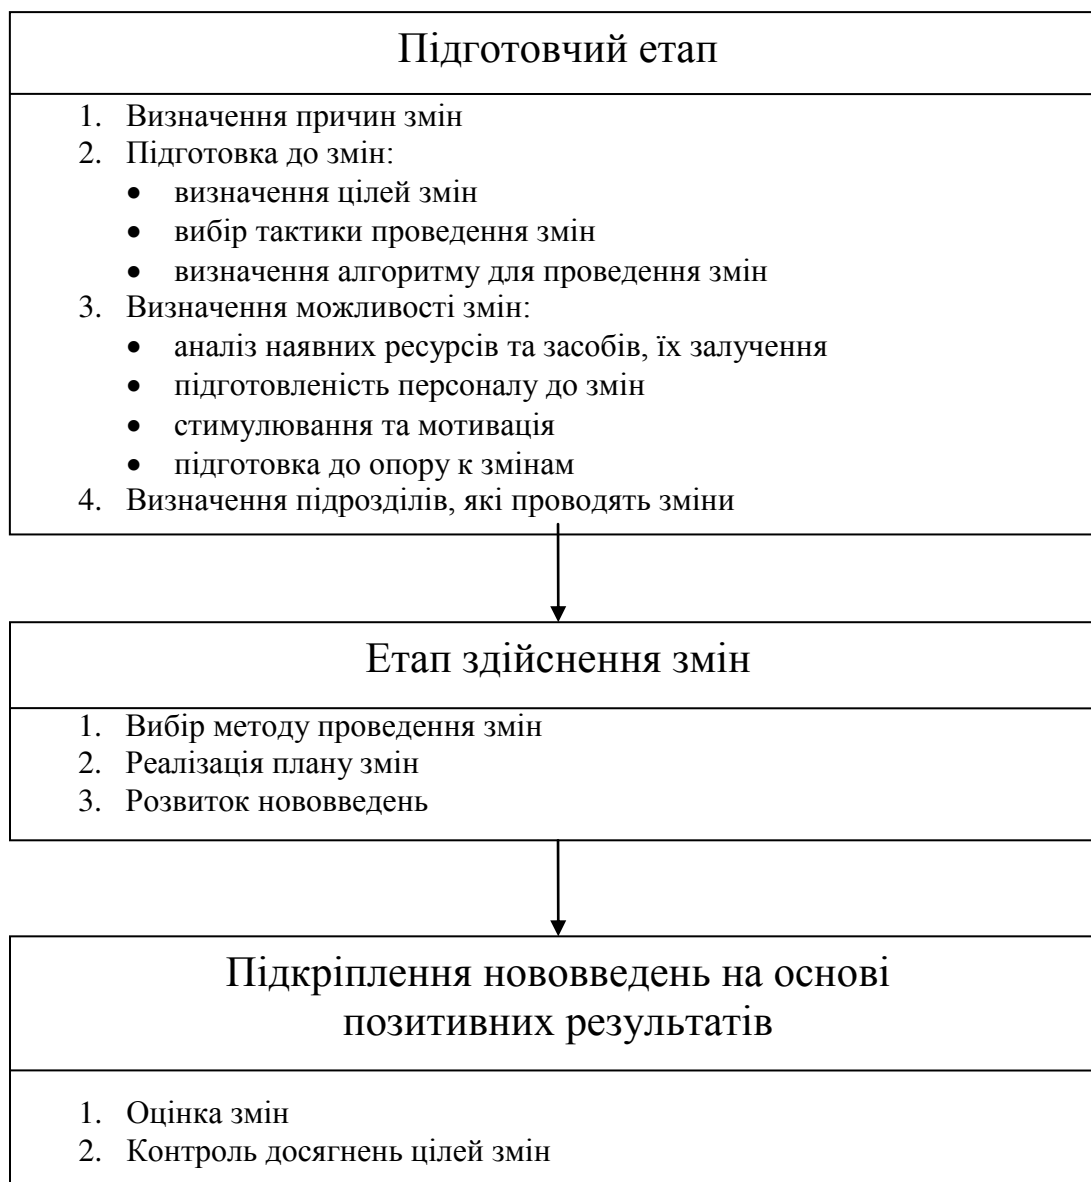 Підготовчий етап
1. Визначення причин змін
2. Підготовка до змін:
• визначення цілей змін
• вибір тактики проведення змін
• визначення алгоритму для проведення змін
3. Визначення можливості змін:
• аналіз наявних ресурсів та засобів, їх залучення
• підготовленість персоналу до змін
• стимулювання та мотивація
• підготовка до опору к змінам
4. Визначення підрозділів, які проводять зміни
Етап здійснення змін
1. Вибір методу проведення змін
2. Реалізація плану змін
3. Розвиток нововведень
Підкріплення нововведень на основі
позитивних результатів
1. Оцінка змін
2. Контроль досягнень цілей змін